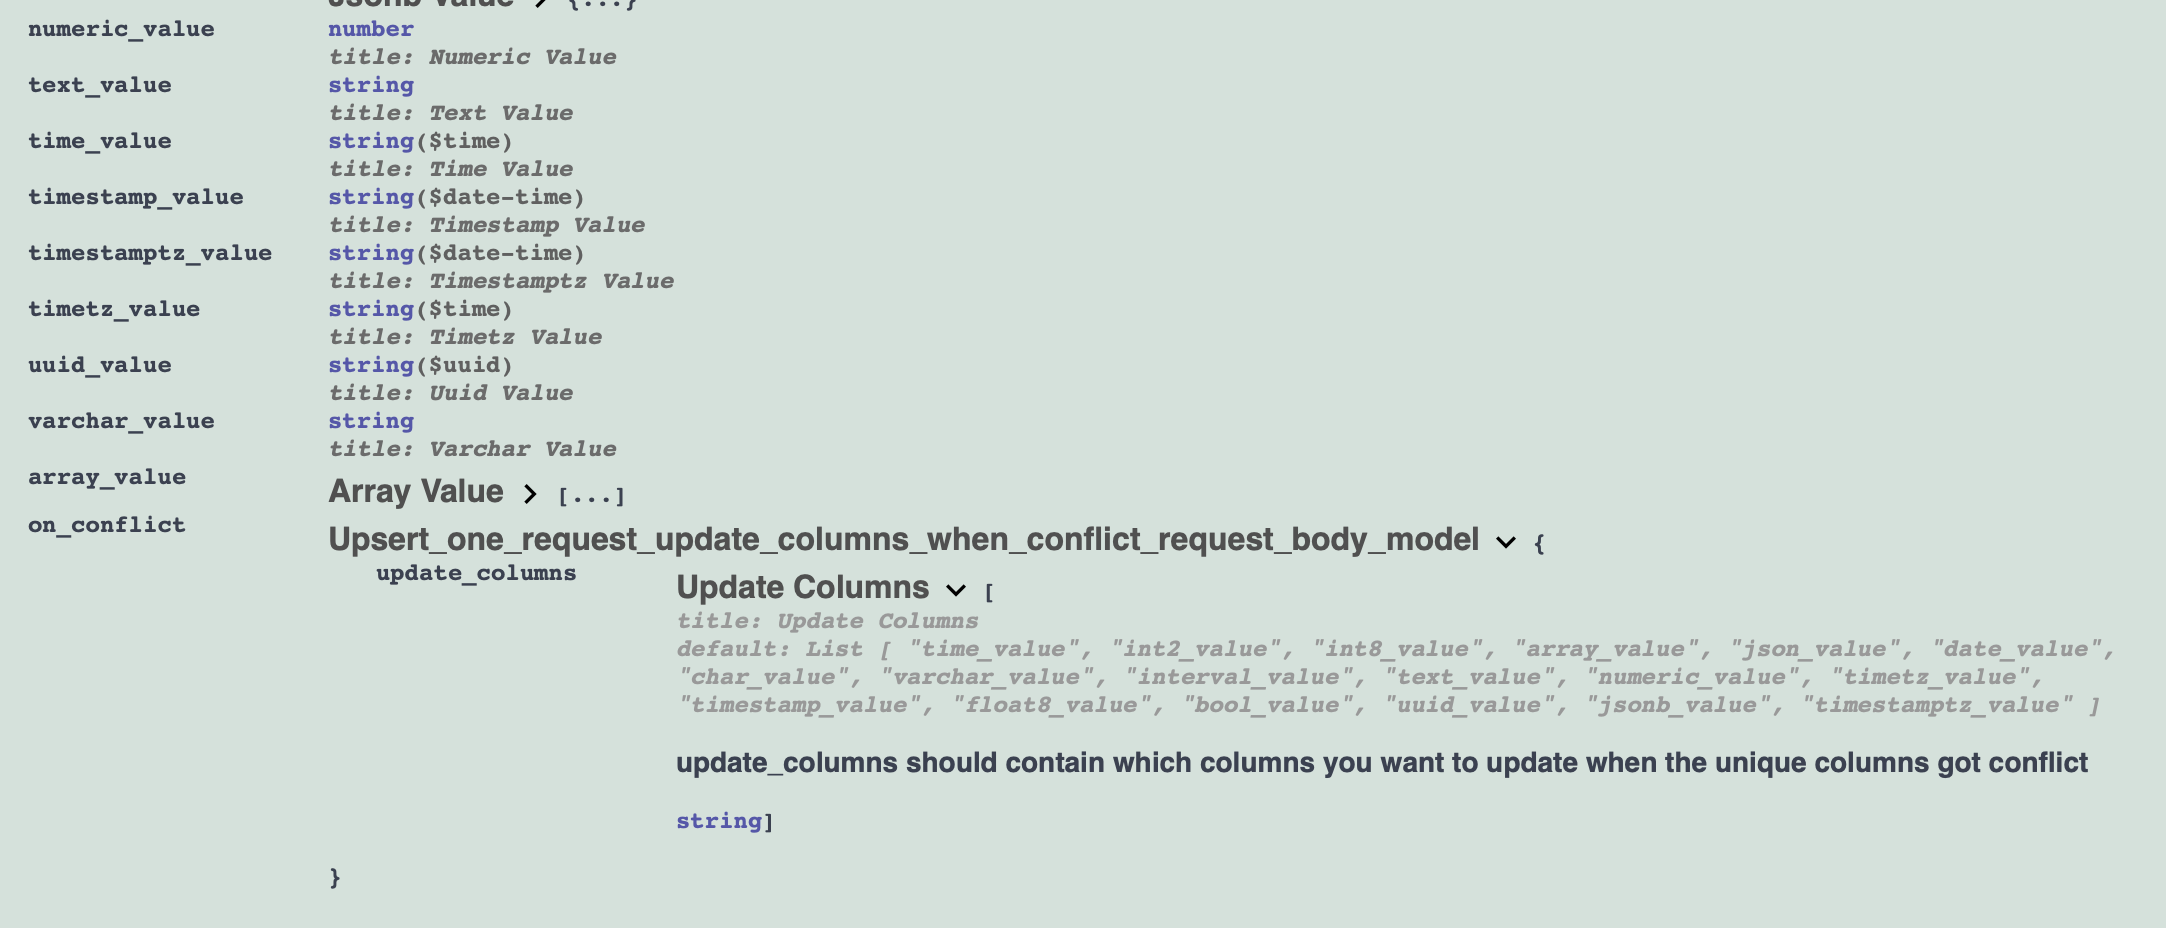 Jsonb Value > {...}
numeric_value number
title: Numeric Value
text_value string
title: Text Value
time_value string($time)
title: Time Value
timestamp_value string($date-time)
title: Timestamp Value
timestamptz_value string($date-time)
title: Timestamptz Value
timetz_value string($time)
title: Timetz Value
uuid_value string($uuid)
title: Uuid Value
varchar_value string
title: Varchar Value
array_value Array Value > [...]
on_conflict Upsert_one_request_update_columns_when_conflict_request_body_model {
update_columns Update Columns [
title: Update Columns
default: List [ "time_value", "int2_value", "int8_value", "array_value", "json_value", "date_value",
"char_value", "varchar_value", "interval_value", "text_value", "numeric_value", "timetz_value",
"timestamp_value", "float8_value", "bool_value", "uuid_value", "jsonb_value", "timestamptz_value" ]
update_columns should contain which columns you want to update when the unique columns got conflict
string]
}